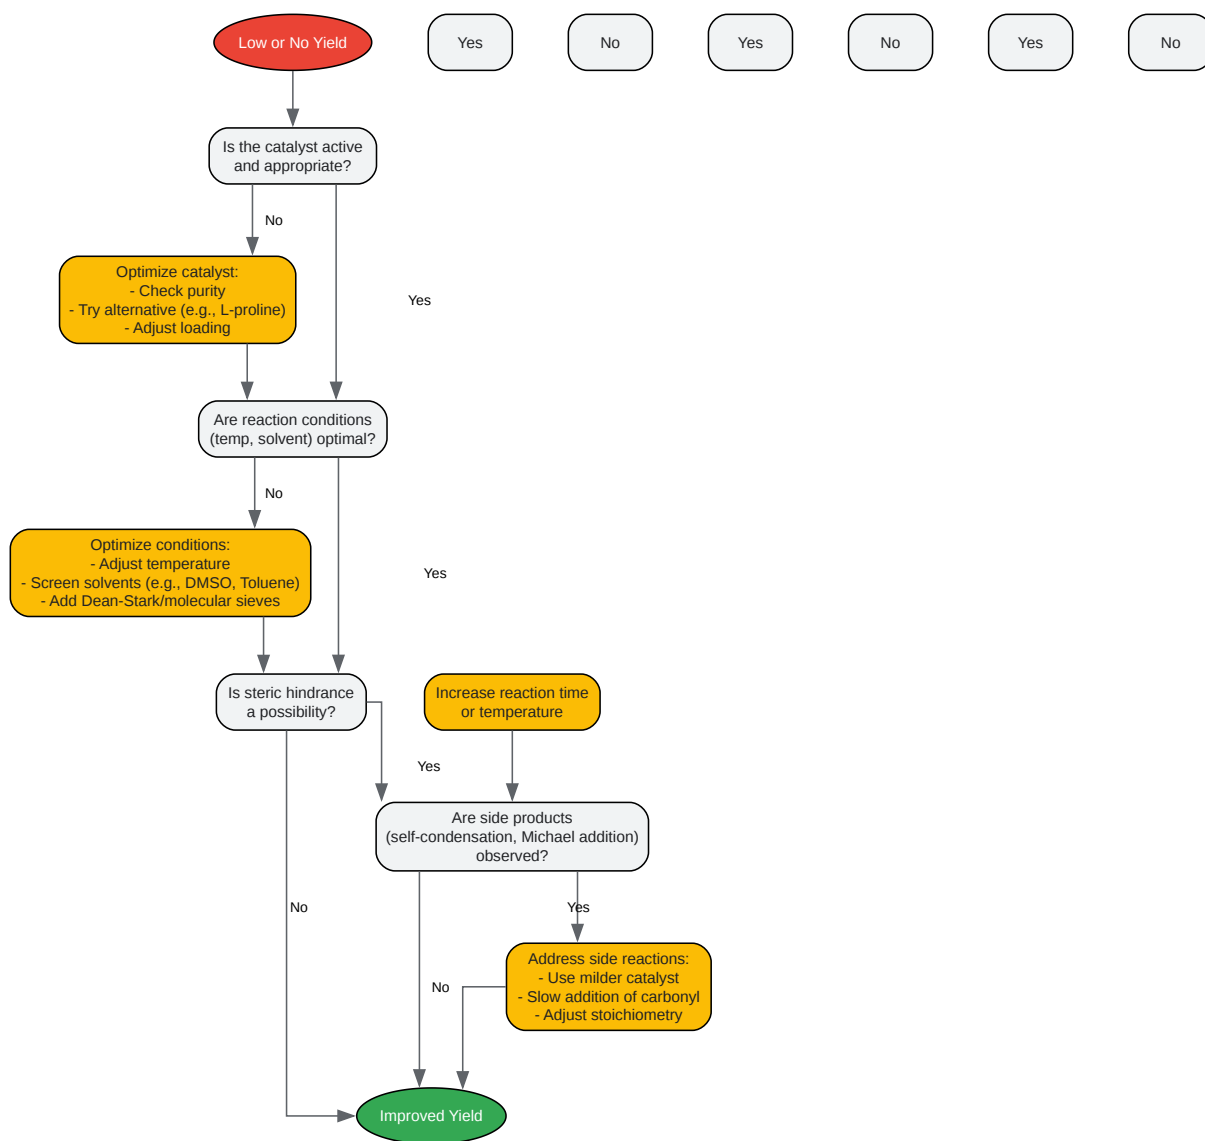 Low or No Yield
Yes
No
Yes
No
Yes
No
Is the catalyst active
and appropriate?
No
Optimize catalyst:
- Check purity
- Try alternative (e.g., L-proline)
- Adjust loading
Yes
Are reaction conditions
(temp, solvent) optimal?
No
Optimize conditions:
- Adjust temperature
- Screen solvents (e.g., DMSO, Toluene)
- Add Dean-Stark/molecular sieves
Yes
Is steric hindrance
a possibility?
Increase reaction time
or temperature
Yes
Are side products
(self-condensation, Michael addition)
observed?
No
Yes
Address side reactions:
- Use milder catalyst
- Slow addition of carbonyl
- Adjust stoichiometry
No
Improved Yield